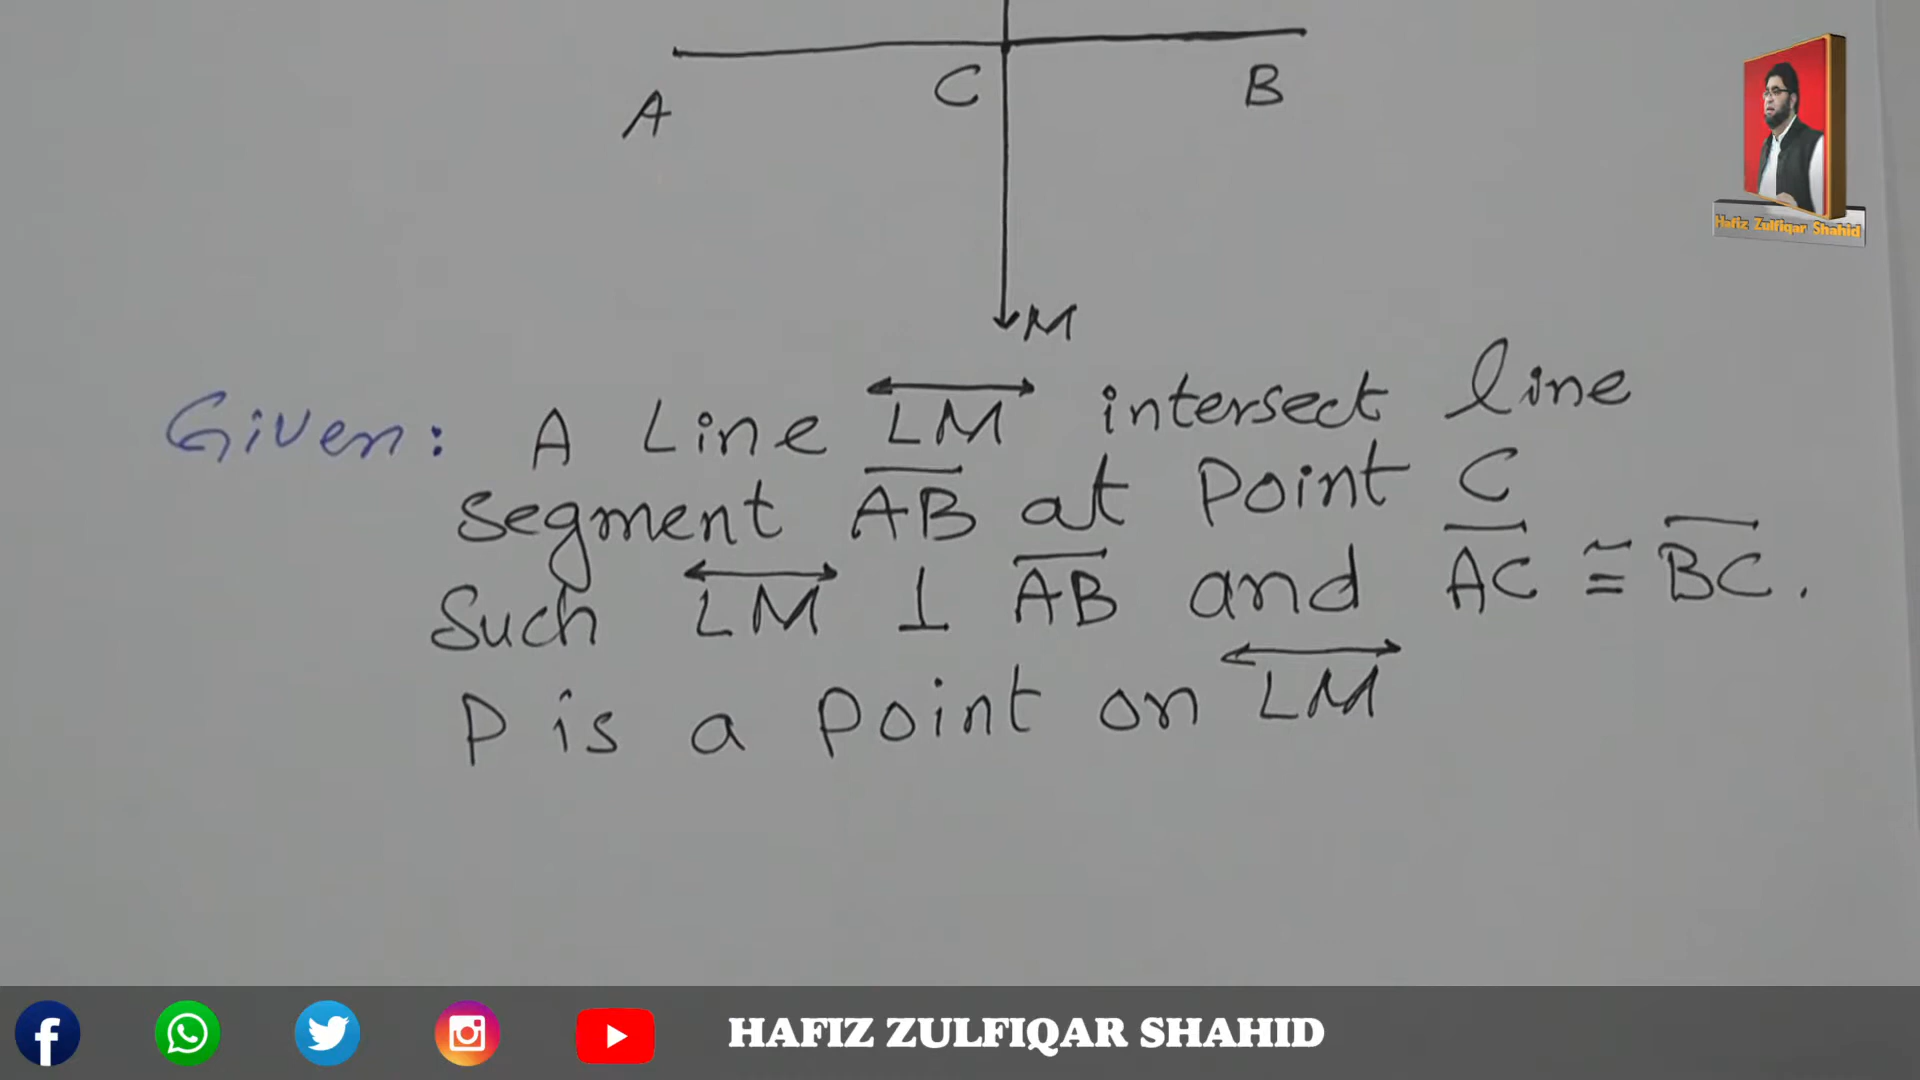 A C B
Hafiz Zulfiqar Shahid
M
Given: A Line LM intersect line
segment AB at Point C
Such LM ⊥ AB and AC ≅ BC.
P is a point on LM
HAFIZ ZULFIQAR SHAHID